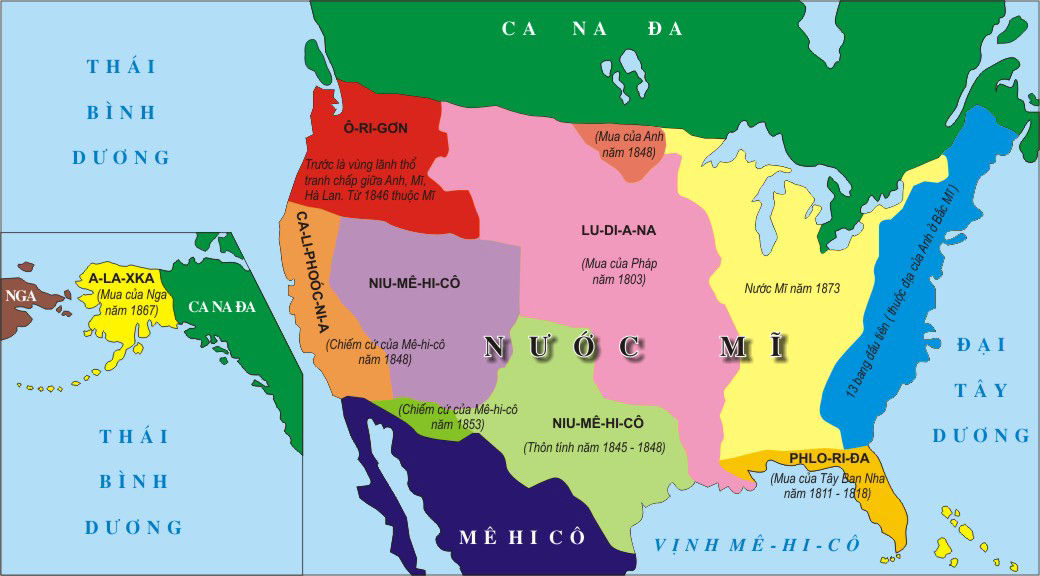 CA NA ĐA
THÁI
BÌNH
DƯƠNG
Ô-RI-GƠN
Trước là vùng lãnh thổ
tranh chấp giữa Anh, Mĩ,
Hà Lan. Từ 1846 thuộc Mĩ
(Mua của Anh
năm 1848)
LU-DI-A-NA
(Mua của Pháp
năm 1803)
CA-LI-PHOÓC-NI-A
NIU-MÊ-HI-CÔ
(Chiếm cứ của Mê-hi-cô
năm 1848)
Nước Mĩ năm 1873
13 bang đầu tiên ( thuộc địa của Anh ở Bắc Mĩ )
NƯỚC MĨ
(Chiếm cứ của Mê-hi-cô
năm 1853)
NIU-MÊ-HI-CÔ
(Thôn tính năm 1845 - 1848)
PHLO-RI-ĐA
(Mua của Tây Ban Nha
năm 1811 - 1818)
ĐẠI
TÂY
DƯƠNG
MÊ HI CÔ
VỊNH MÊ-HI-CÔ
NGA
A-LA-XKA
(Mua của Nga
năm 1867)
CA NA ĐA
THÁI
BÌNH
DƯƠNG